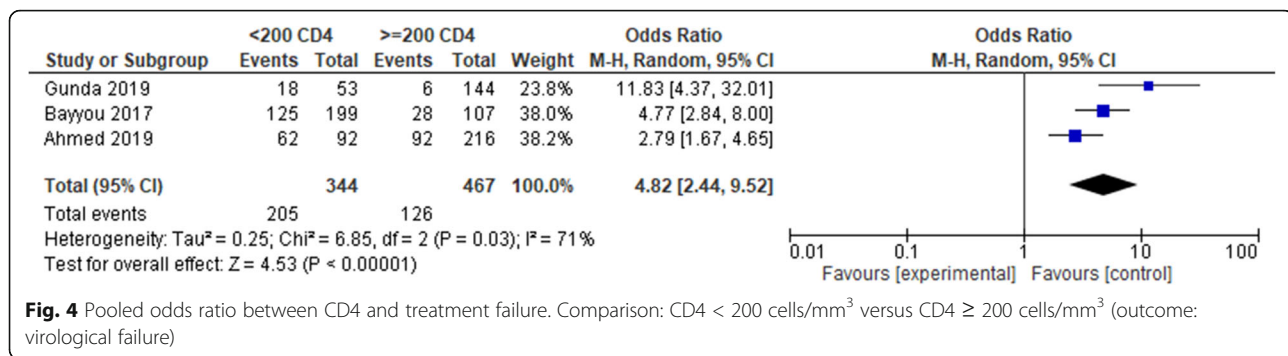 <200 CD4 >=200 CD4 Odds Ratio Odds Ratio
Study or Subgroup Events Total Events Total Weight M-H, Random, 95% CI M-H, Random, 95% CI
Gunda 2019 18 53 6 144 23.8% 11.83 [4.37, 32.01]
Bayyou 2017 125 199 28 107 38.0% 4.77 [2.84, 8.00]
Ahmed 2019 62 92 92 216 38.2% 2.79 [1.67, 4.65]
Total (95% CI) 344 467 100.0% 4.82 [2.44, 9.52]
Total events 205 126
Heterogeneity: Tau² = 0.25; Chi² = 6.85, df = 2 (P = 0.03); I² = 71%
Test for overall effect: Z = 4.53 (P < 0.00001)
0.01 0.1 1 10 100
Favours [experimental] Favours [control]
Fig. 4 Pooled odds ratio between CD4 and treatment failure. Comparison: CD4 < 200 cells/mm³ versus CD4 ≥ 200 cells/mm³ (outcome:
virological failure)